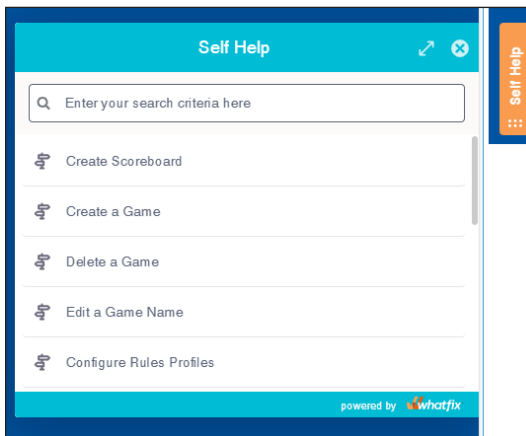 Self Help
Enter your search criteria here
Create Scoreboard
Create a Game
Delete a Game
Edit a Game Name
Configure Rules Profiles
powered by whatfix
Self Help